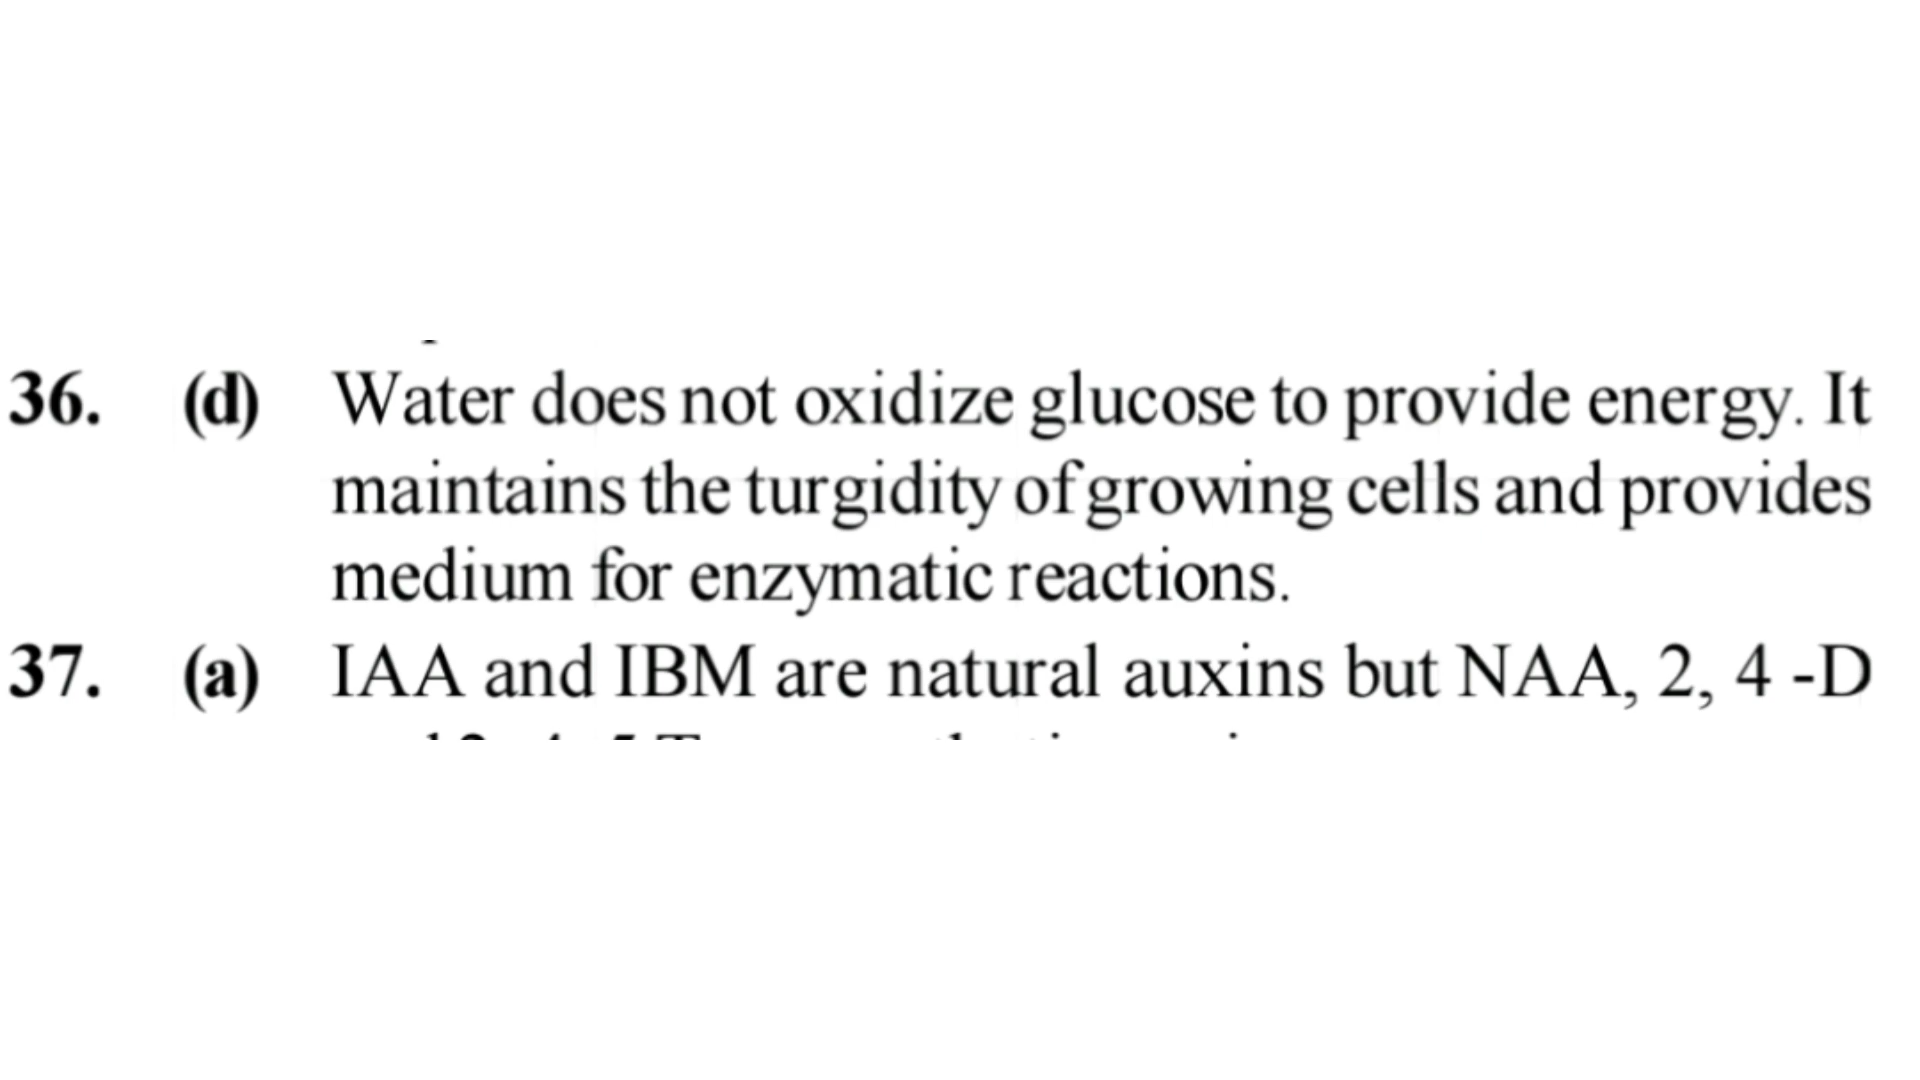 36. (d) Water does not oxidize glucose to provide energy. It
maintains the turgidity of growing cells and provides
medium for enzymatic reactions.
37. (a) IAA and IBM are natural auxins but NAA, 2, 4 -D